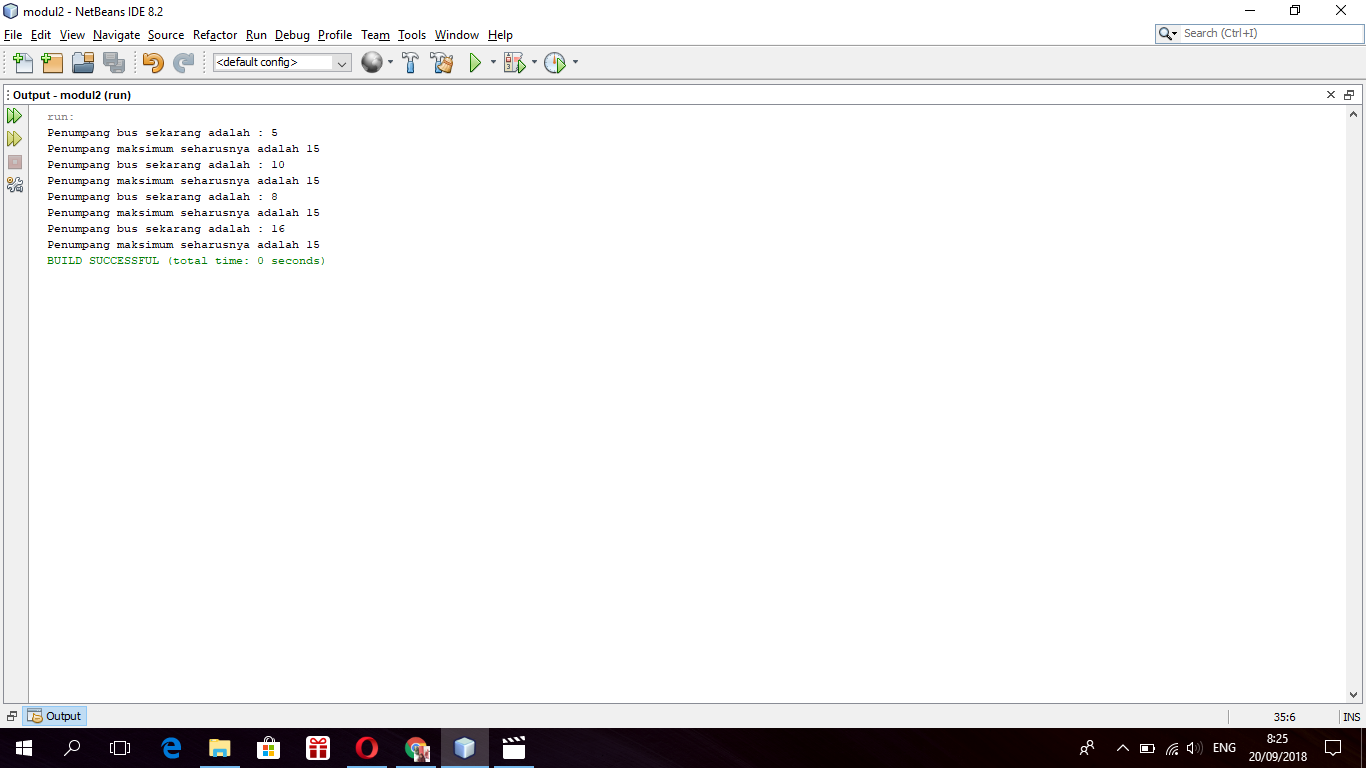 modul2 - NetBeans IDE 8.2
File Edit View Navigate Source Refactor Run Debug Profile Team Tools Window Help
Search (Ctrl+I)
<default config>
Output - modul2 (run)
run:
Penumpang bus sekarang adalah : 5
Penumpang maksimum seharusnya adalah 15
Penumpang bus sekarang adalah : 10
Penumpang maksimum seharusnya adalah 15
Penumpang bus sekarang adalah : 8
Penumpang maksimum seharusnya adalah 15
Penumpang bus sekarang adalah : 16
Penumpang maksimum seharusnya adalah 15
BUILD SUCCESSFUL (total time: 0 seconds)
Output
35:6
INS
ENG
8:25
20/09/2018